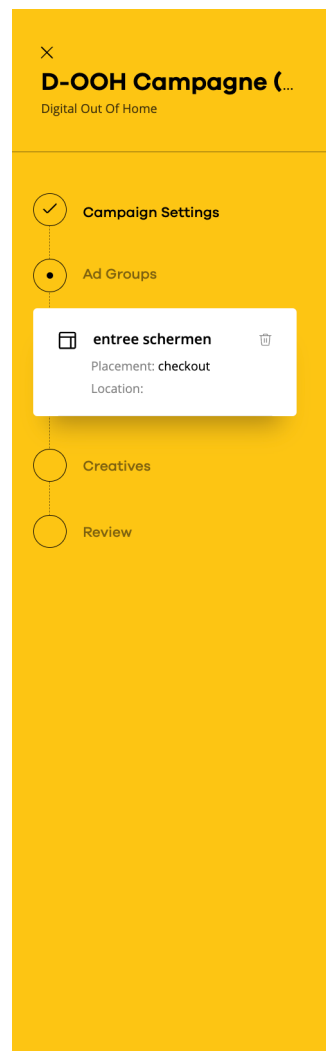 D-OOH Campagne (...
Digital Out Of Home
Campaign Settings
Ad Groups
entree schermen
Placement: checkout
Location:
Creatives
Review